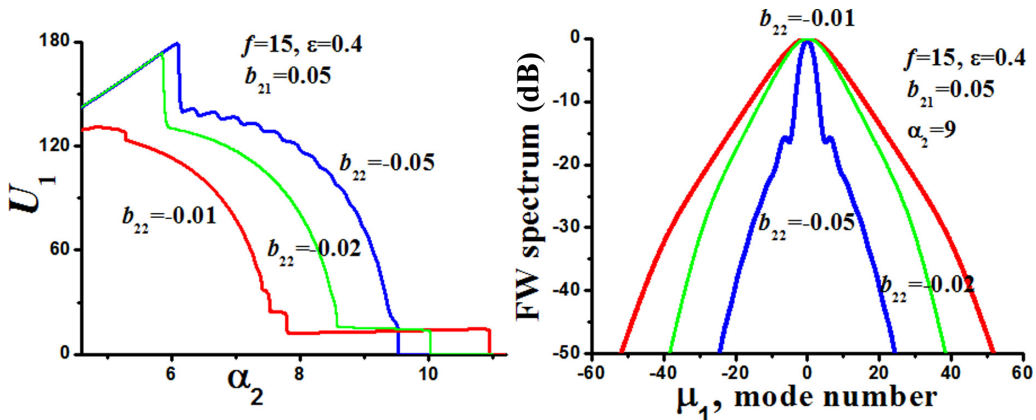 180
120
60
0
U₁
6
8
10
α₂
f=15, ε=0.4
b₂₁=0.05
b₂₂=-0.05
b₂₂=-0.01
b₂₂=-0.02
b₂₂=-0.01
0
-10
-20
-30
-40
-50
FW spectrum (dB)
f=15, ε=0.4
b₂₁=0.05
α₂=9
b₂₂=-0.05
b₂₂=-0.02
-60
-40
-20
0
20
40
60
μ₁, mode number